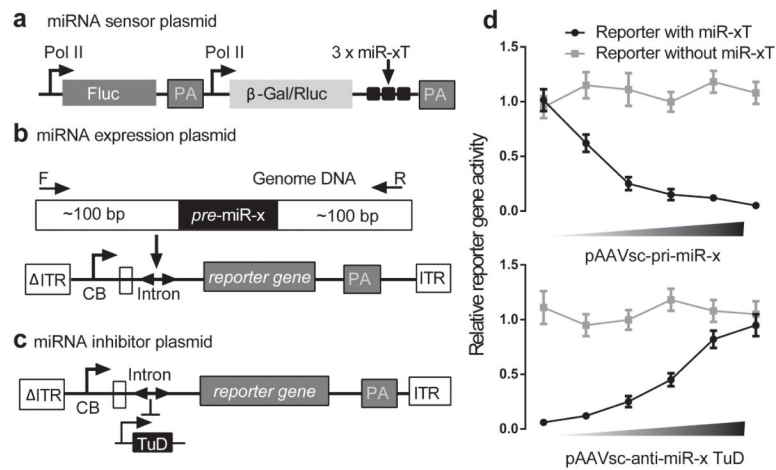 a miRNA sensor plasmid
Pol II Pol II 3 x miR-xT
Fluc PA β-Gal/Rluc PA
b miRNA expression plasmid
F Genome DNA R
~100 bp pre-miR-x ~100 bp
ΔITR CB Intron reporter gene PA ITR
c miRNA inhibitor plasmid
Intron
ΔITR CB reporter gene PA ITR
TuD
d
Reporter with miR-xT
Reporter without miR-xT
Relative reporter gene activity
1.5
1.0
0.5
0.0
pAAVsc-pri-miR-x
1.5
1.0
0.5
0.0
pAAVsc-anti-miR-x TuD